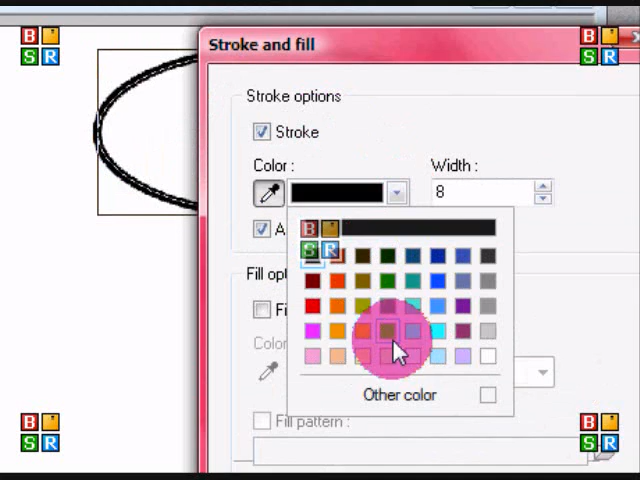 B
S R
B
S R
Stroke and fill
Stroke options
Stroke
Color :
Width :
8
A
B
S R
Fill opt
Fi
Color
Other color
Fill pattern :
B
S R
B
S R